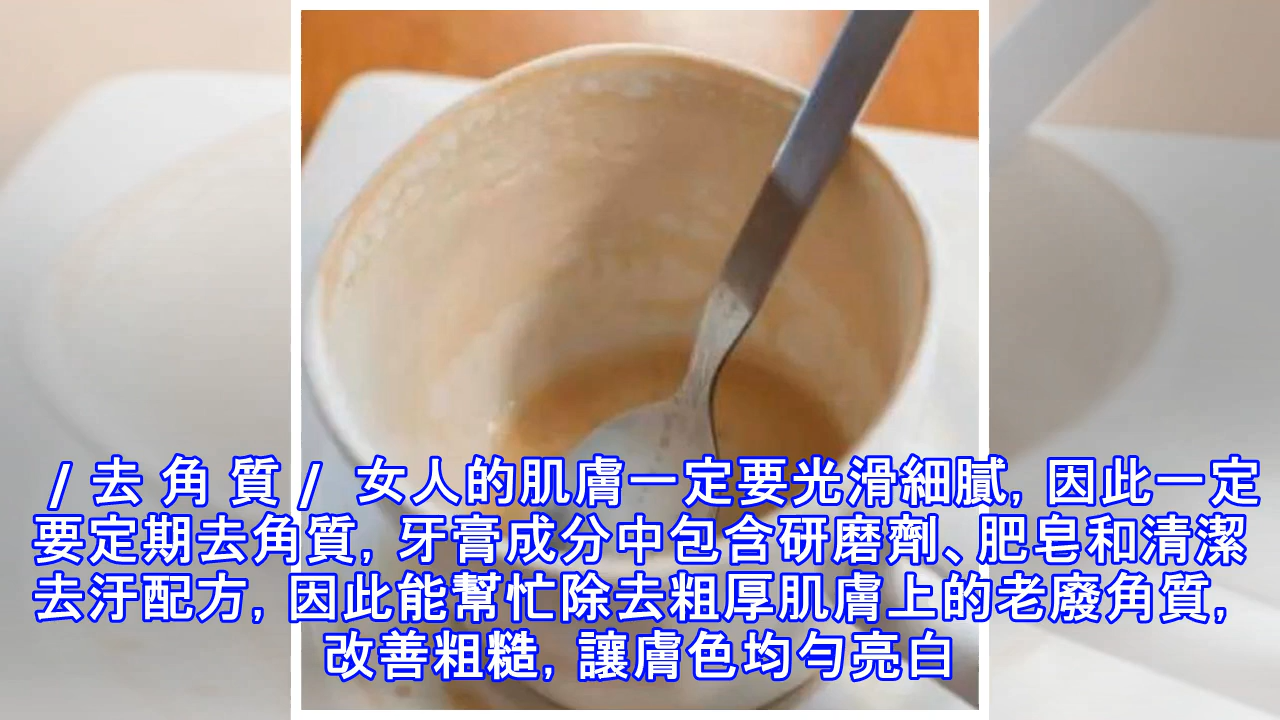 / 去 角 質 / 女人的肌膚一定要光滑細膩, 因此一定
要定期去角質, 牙膏成分中包含研磨劑、肥皂和清潔
去汙配方, 因此能幫忙除去粗厚肌膚上的老廢角質,
改善粗糙, 讓膚色均勻亮白